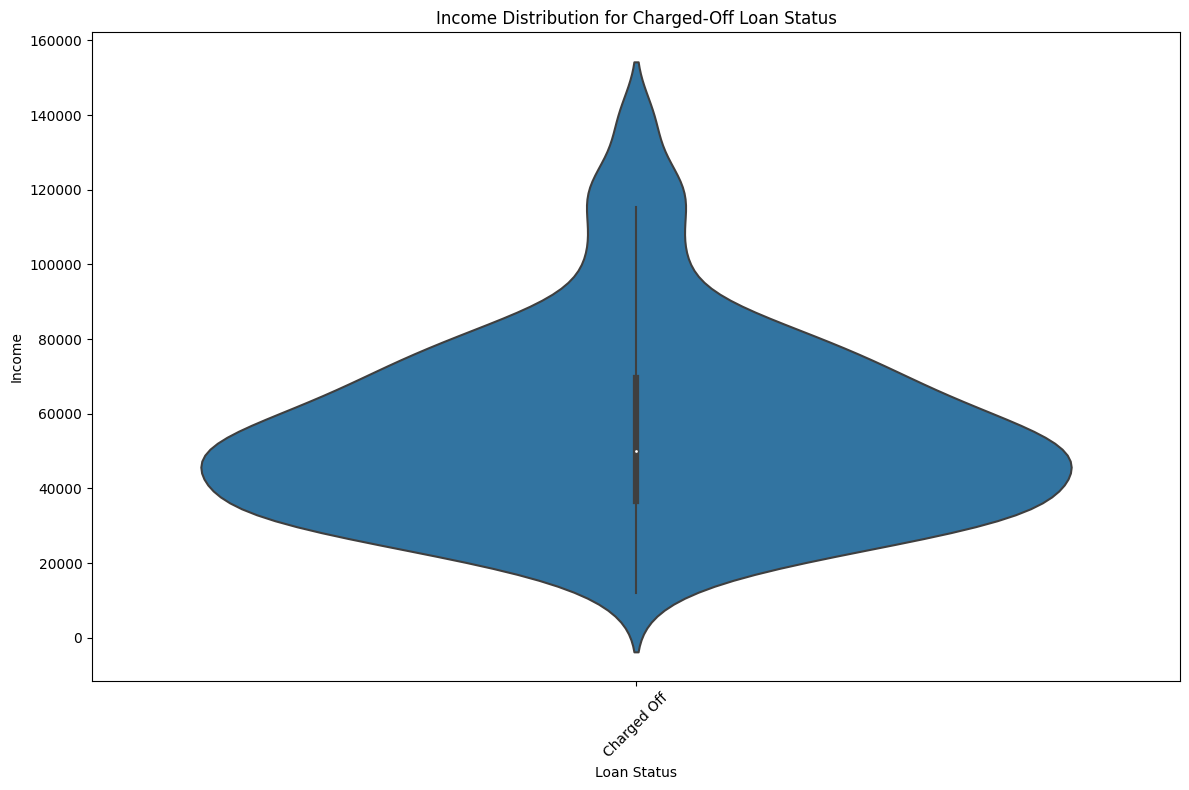 Income Distribution for Charged-Off Loan Status
160000
140000
120000
100000
80000
60000
40000
20000
0
Income
Charged Off
Loan Status